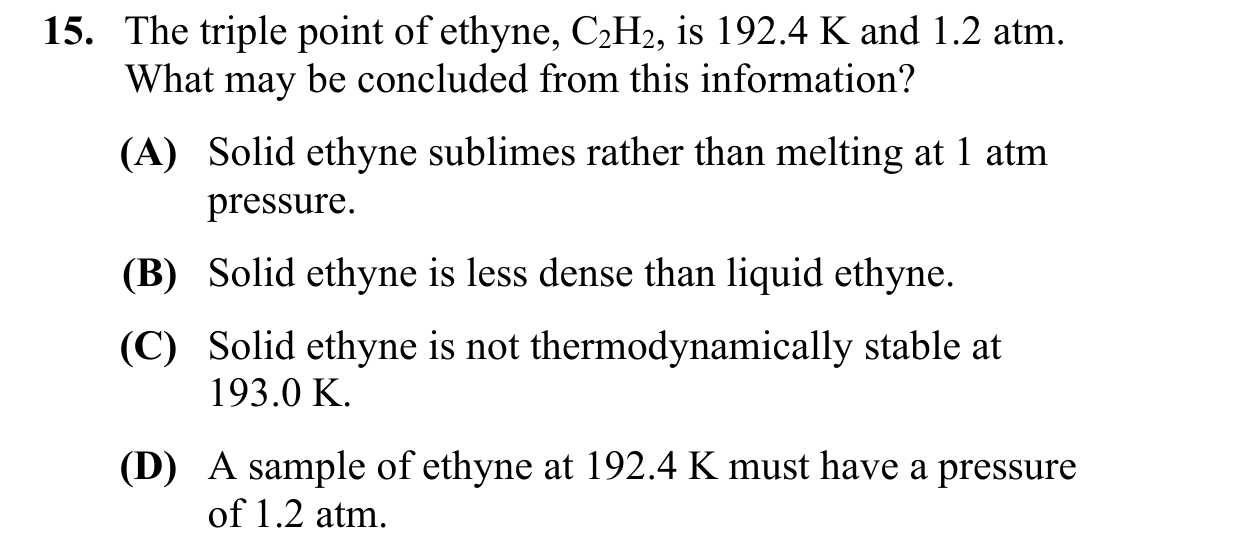 15. The triple point of ethyne, C₂H₂, is 192.4 K and 1.2 atm.
What may be concluded from this information?
(A) Solid ethyne sublimes rather than melting at 1 atm
pressure.
(B) Solid ethyne is less dense than liquid ethyne.
(C) Solid ethyne is not thermodynamically stable at
193.0 K.
(D) A sample of ethyne at 192.4 K must have a pressure
of 1.2 atm.